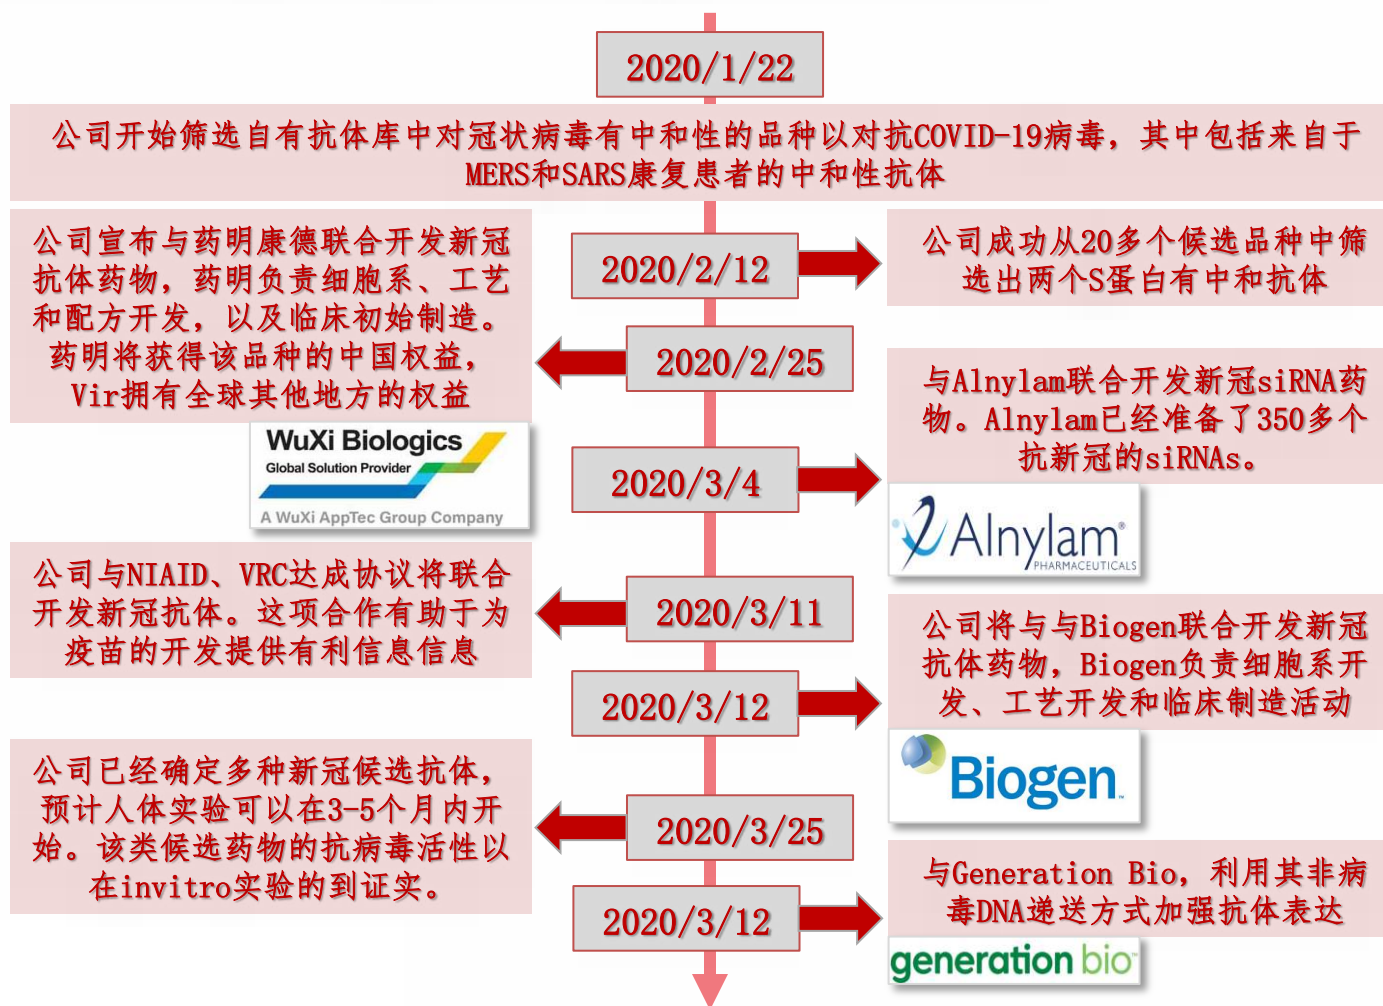 2020/1/22
公司开始筛选自有抗体库中对冠状病毒有中和性的品种以对抗COVID-19病毒，其中包括来自于
MERS和SARS康复患者的中和性抗体
2020/2/12
公司成功从20多个候选品种中筛
选出两个S蛋白有中和抗体
公司宣布与药明康德联合开发新冠
抗体药物，药明负责细胞系、工艺
和配方开发，以及临床初始制造。
药明将获得该品种的中国权益，
Vir拥有全球其他地方的权益
2020/2/25
WuXi Biologics
Global Solution Provider
A WuXi AppTec Group Company
2020/3/4
与Alnylam联合开发新冠siRNA药
物。Alnylam已经准备了350多个
抗新冠的siRNAs。
Alnylam®
PHARMACEUTICALS
公司与NIAID、VRC达成协议将联合
开发新冠抗体。这项合作有助于为
疫苗的开发提供有利信息信息
2020/3/11
2020/3/12
公司将与与Biogen联合开发新冠
抗体药物，Biogen负责细胞系开
发、工艺开发和临床制造活动
Biogen™
公司已经确定多种新冠候选抗体，
预计人体实验可以在3-5个月内开
始。该类候选药物的抗病毒活性以
在invitro实验的到证实。
2020/3/25
2020/3/12
与Generation Bio，利用其非病
毒DNA递送方式加强抗体表达
generation bio™